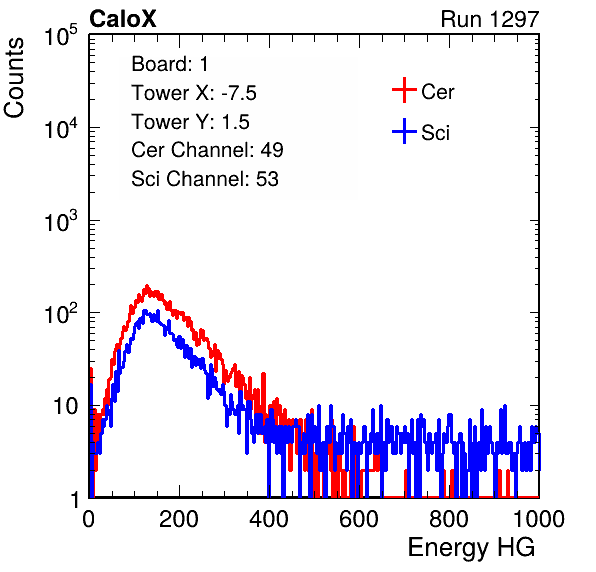 CaloX Run 1297
Counts
Board: 1
Tower X: -7.5
Tower Y: 1.5
Cer Channel: 49
Sci Channel: 53
Cer
Sci
10^5
10^4
10^3
10^2
10
1
0 200 400 600 800 1000
Energy HG